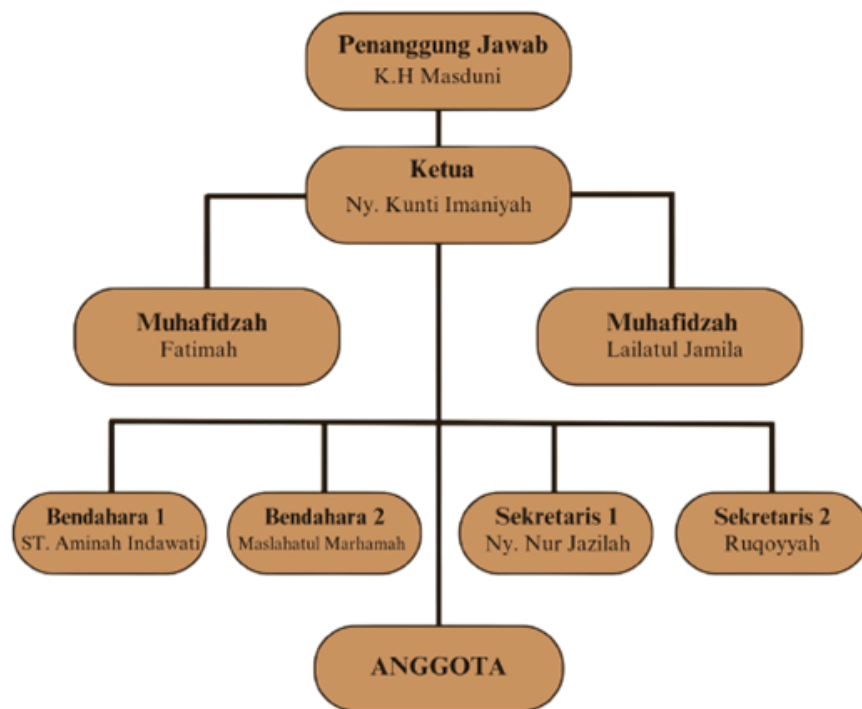 Penanggung Jawab
K.H Masduni
Ketua
Ny. Kunti Imaniyah
Muhafidzah
Fatimah
Muhafidzah
Lailatul Jamila
Bendahara 1
ST. Aminah Indawati
Bendahara 2
Maslahatul Marhamah
Sekretaris 1
Ny. Nur Jazilah
Sekretaris 2
Ruqoyyah
ANGGOTA